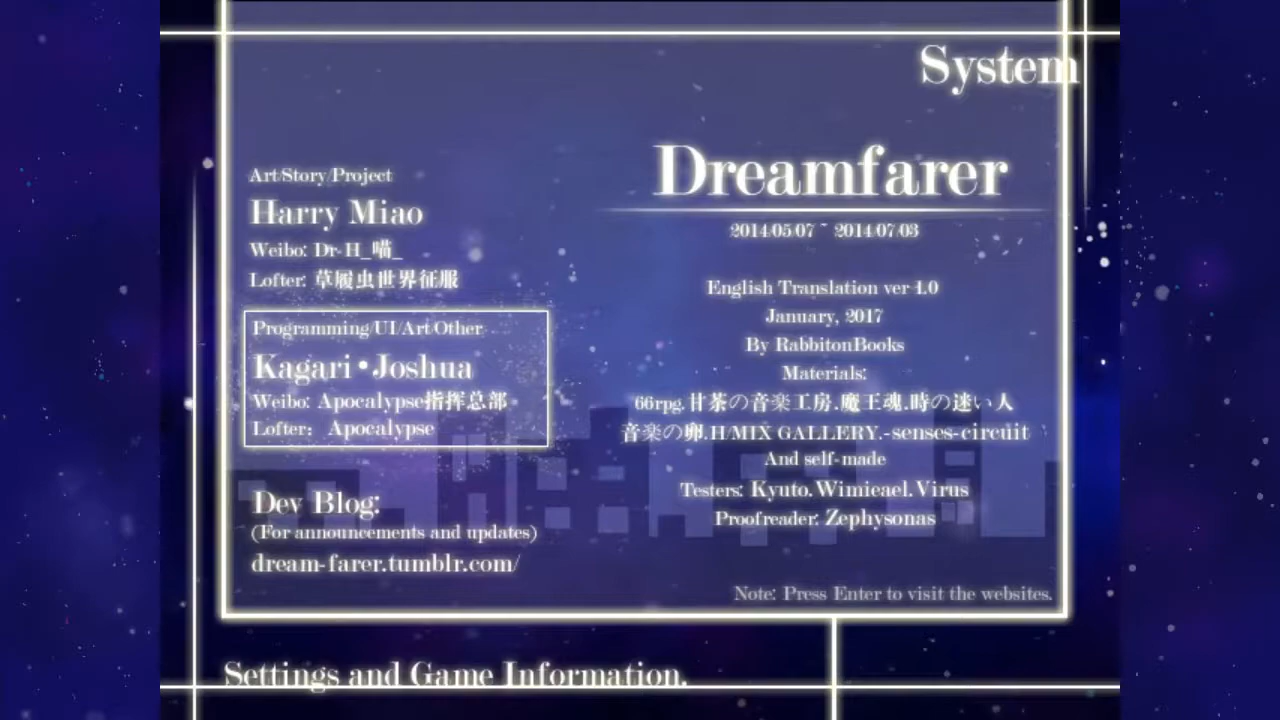 System
Art/Story/Project
Harry Miao
Weibo: Dr-H_喵_
Lofter: 草履虫世界征服
Programming/UI/Art/Other
Kagari•Joshua
Weibo: Apocalypse指挥总部
Lofter: Apocalypse
Dev Blog:
(For announcements and updates)
dream-farer.tumblr.com/
Dreamfarer
2014.05.07 ~ 2014.07.03
English Translation ver 1.0
January, 2017
By RabbitonBooks
Materials:
66rpg.甘茶の音楽工房.魔王魂.時の迷い人
音楽の卵.H/MIX GALLERY.-senses-circuit
And self-made
Testers: Kyuto.Wimieael.Virus
Proofreader: Zephysonas
Note: Press Enter to visit the websites.
Settings and Game Information.